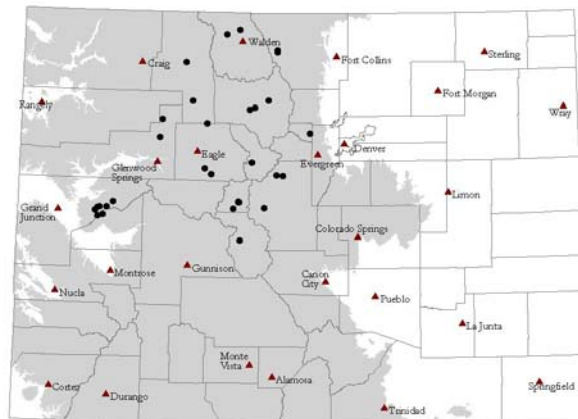 Walden
Craig
Fort Collins
Sterling
Rangely
Fort Morgan
Wray
Glenwood
Springs
Eagle
Evergreen
Denver
Limon
Grand
Junction
Colorado Springs
Montrose
Gunnison
Canon
City
Nucla
Pueblo
La Junta
Monte
Vista
Alamosa
Cortez
Durango
Springfield
Trinidad